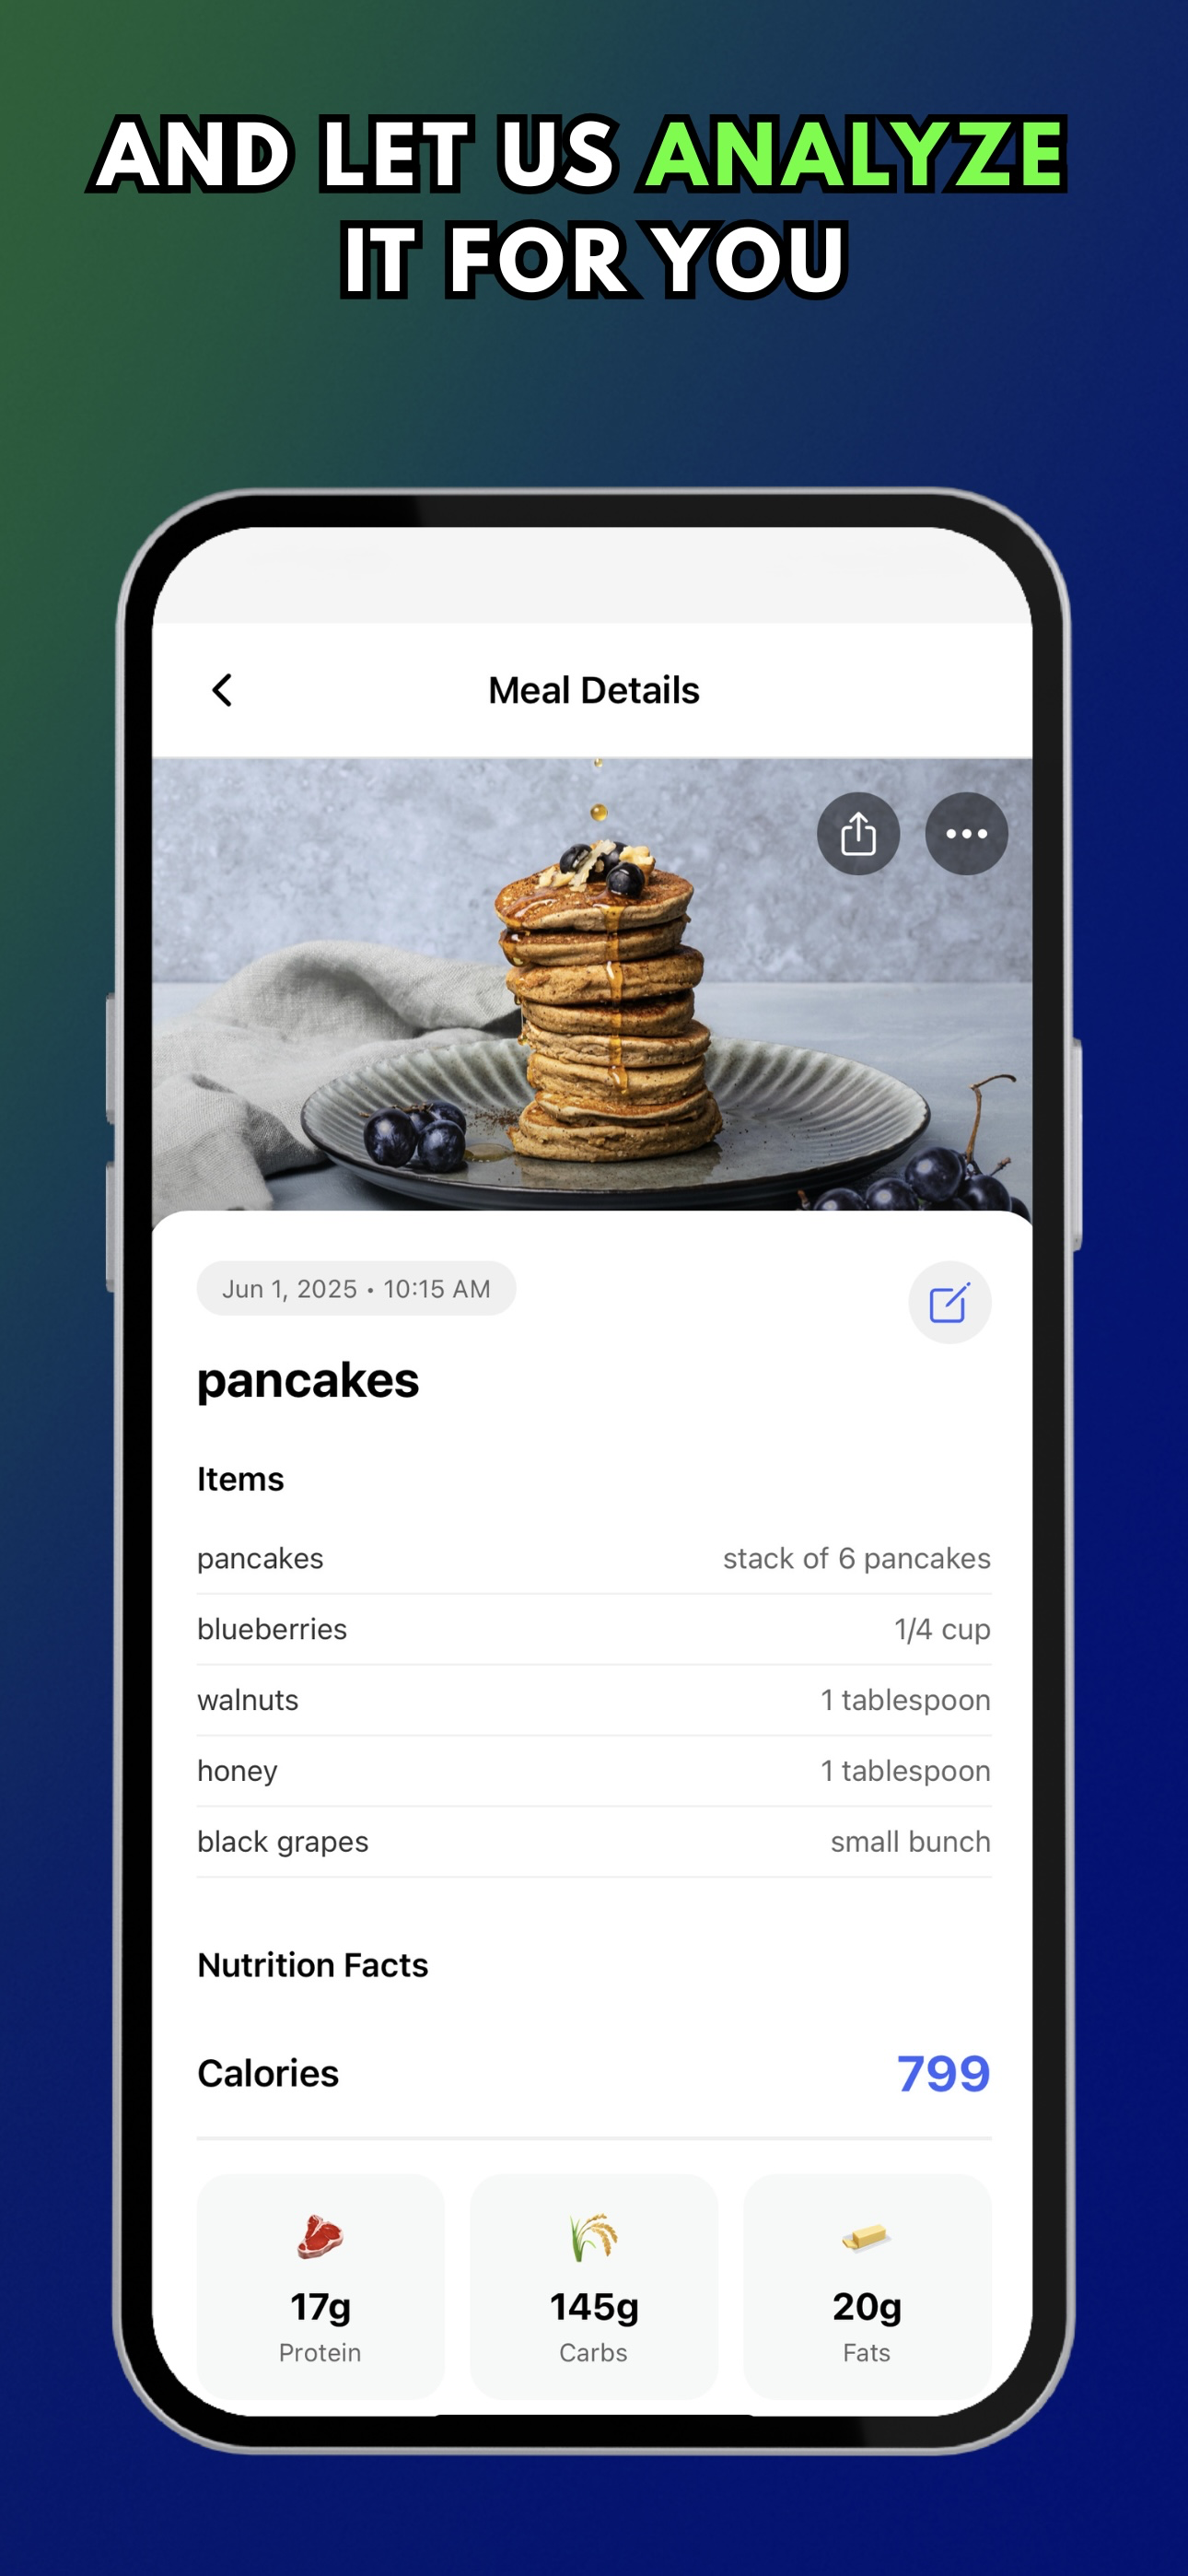 AND LET US ANALYZE
IT FOR YOU
Meal Details
Jun 1, 2025 • 10:15 AM
pancakes
Items
pancakes stack of 6 pancakes
blueberries 1/4 cup
walnuts 1 tablespoon
honey 1 tablespoon
black grapes small bunch
Nutrition Facts
Calories 799
17g 145g 20g
Protein Carbs Fats